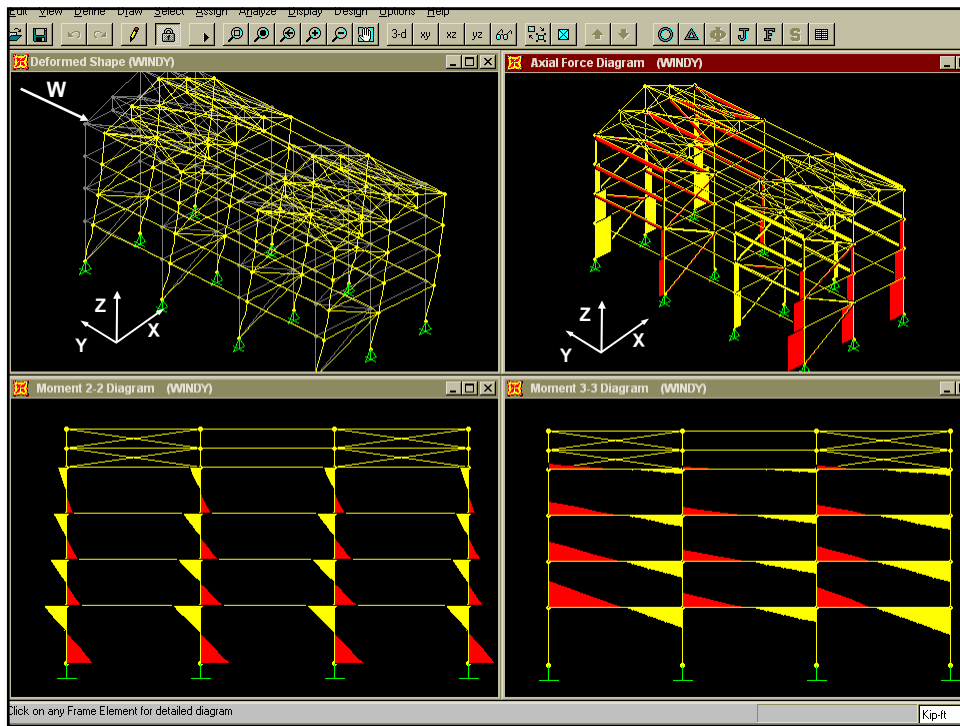 Edit View Define Draw Select Assign Analyze Display Design Options Help
3-d xy xz yz J F S
Deformed Shape (WINDY)
Axial Force Diagram (WINDY)
W
Z
Y
X
Z
Y
X
Moment 2-2 Diagram (WINDY)
Moment 3-3 Diagram (WINDY)
Click on any Frame Element for detailed diagram
Kip-ft